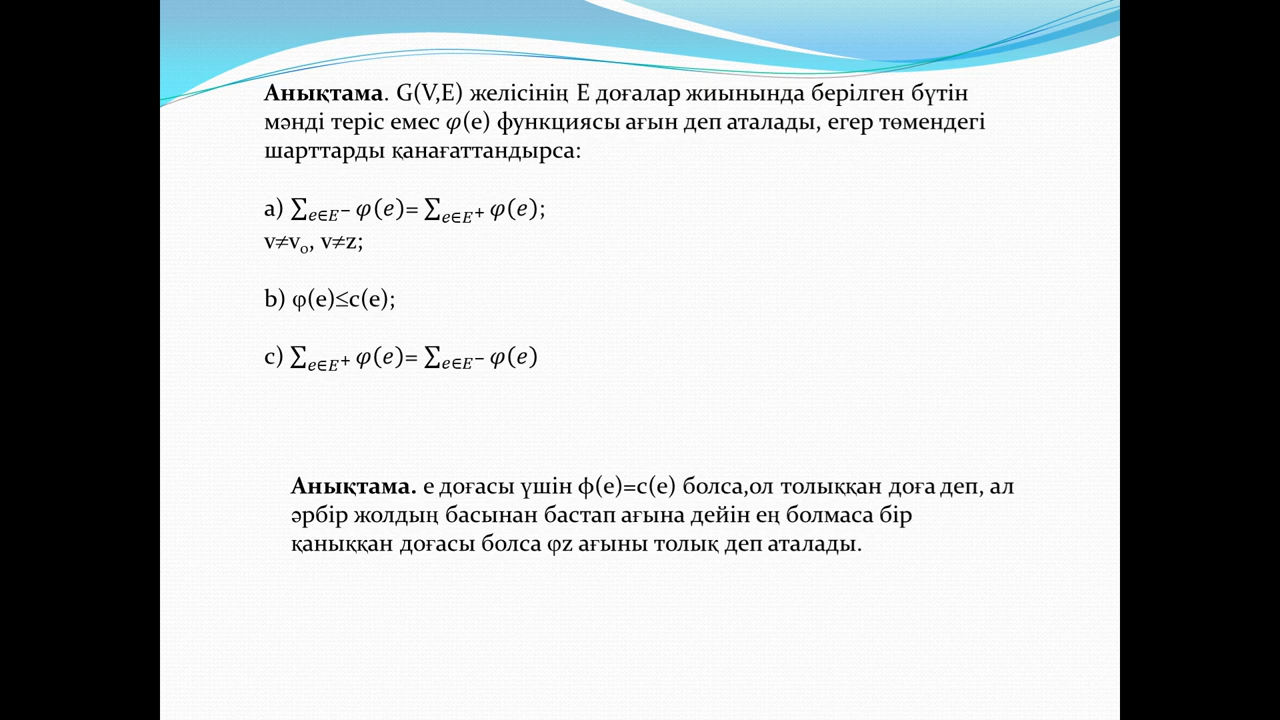 Анықтама. G(V,E) желісінің E доғалар жиынында берілген бүтін
мәнді теріс емес 𝜑(e) функциясы ағын деп аталады, егер төмендегі
шарттарды қанағаттандырса:
a) ∑𝑒∈𝐸⁻ 𝜑(𝑒)= ∑𝑒∈𝐸⁺ 𝜑(𝑒);
v≠v₀, v≠z;
b) φ(e)≤c(e);
c) ∑𝑒∈𝐸⁺ 𝜑(𝑒)= ∑𝑒∈𝐸⁻ 𝜑(𝑒)
Анықтама. e доғасы үшін ф(e)=c(e) болса,ол толыққан доға деп, ал
әрбір жолдың басынан бастап ағына дейін ең болмаса бір
қаныққан доғасы болса φz ағыны толық деп аталады.